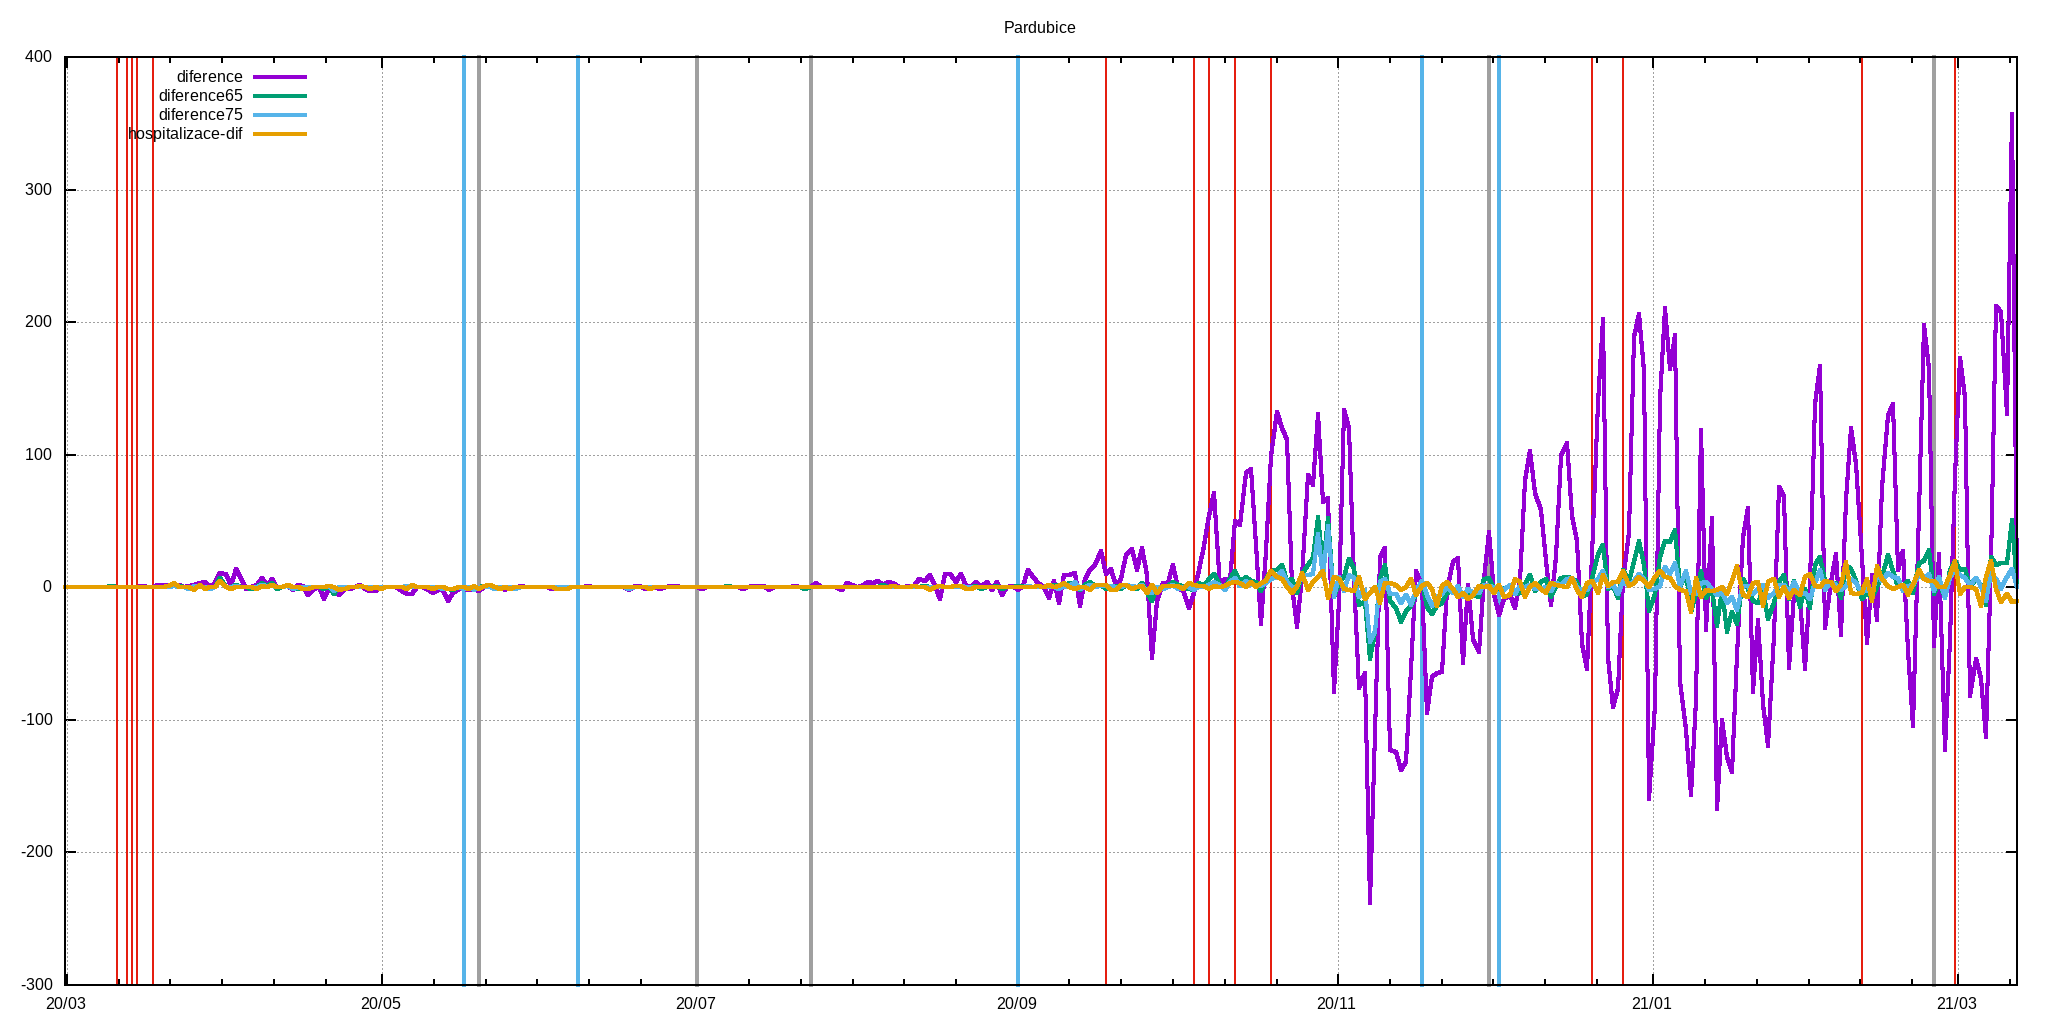 Pardubice
400
diference
diference65
diference75
hospitalizace-dif
300
200
100
0
-100
-200
-300
20/03 20/05 20/07 20/09 20/11 21/01 21/03